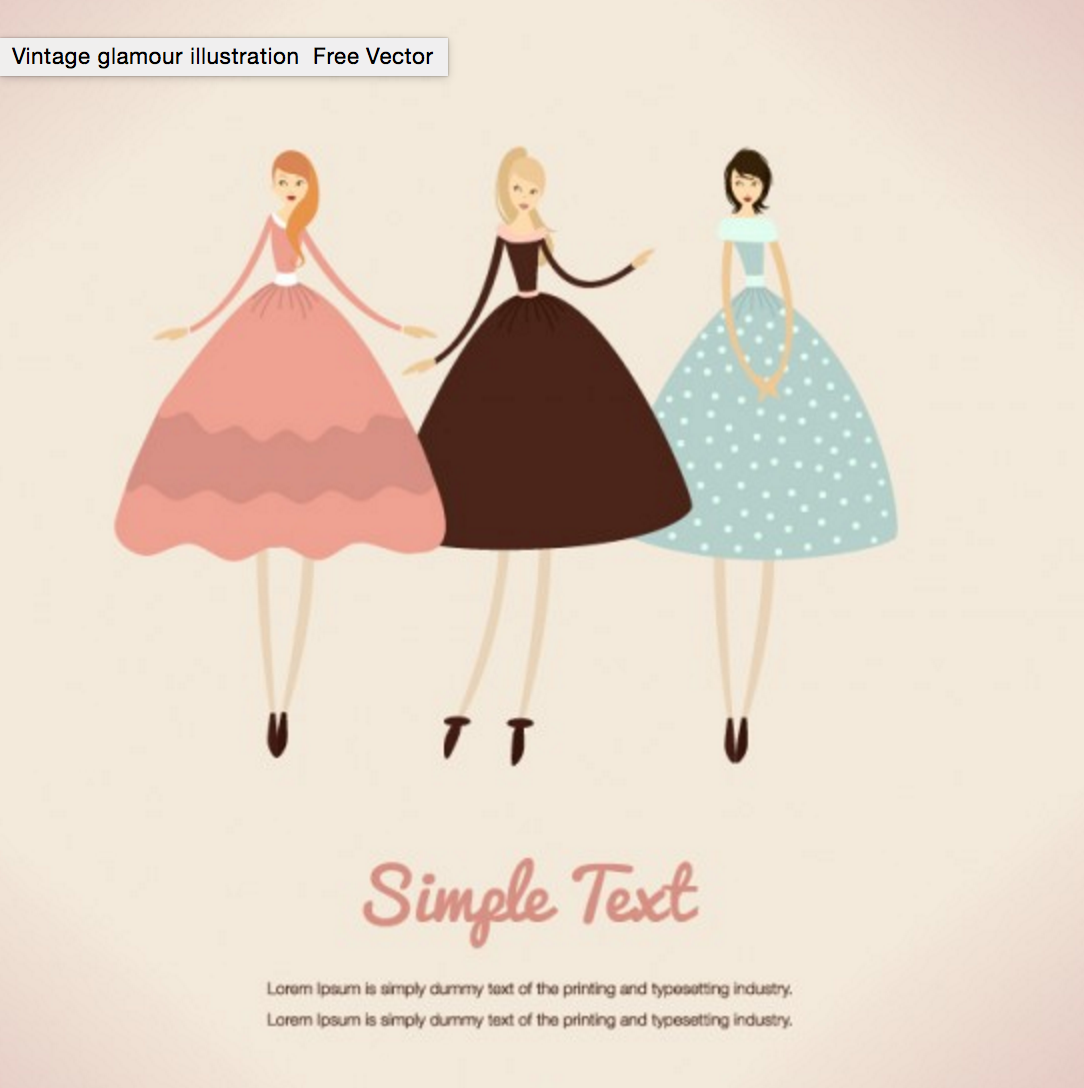 Vintage glamour illustration  Free Vector
Simple Text
Lorem Ipsum is simply dummy text of the printing and typesetting industry.
Lorem Ipsum is simply dummy text of the printing and typesetting industry.